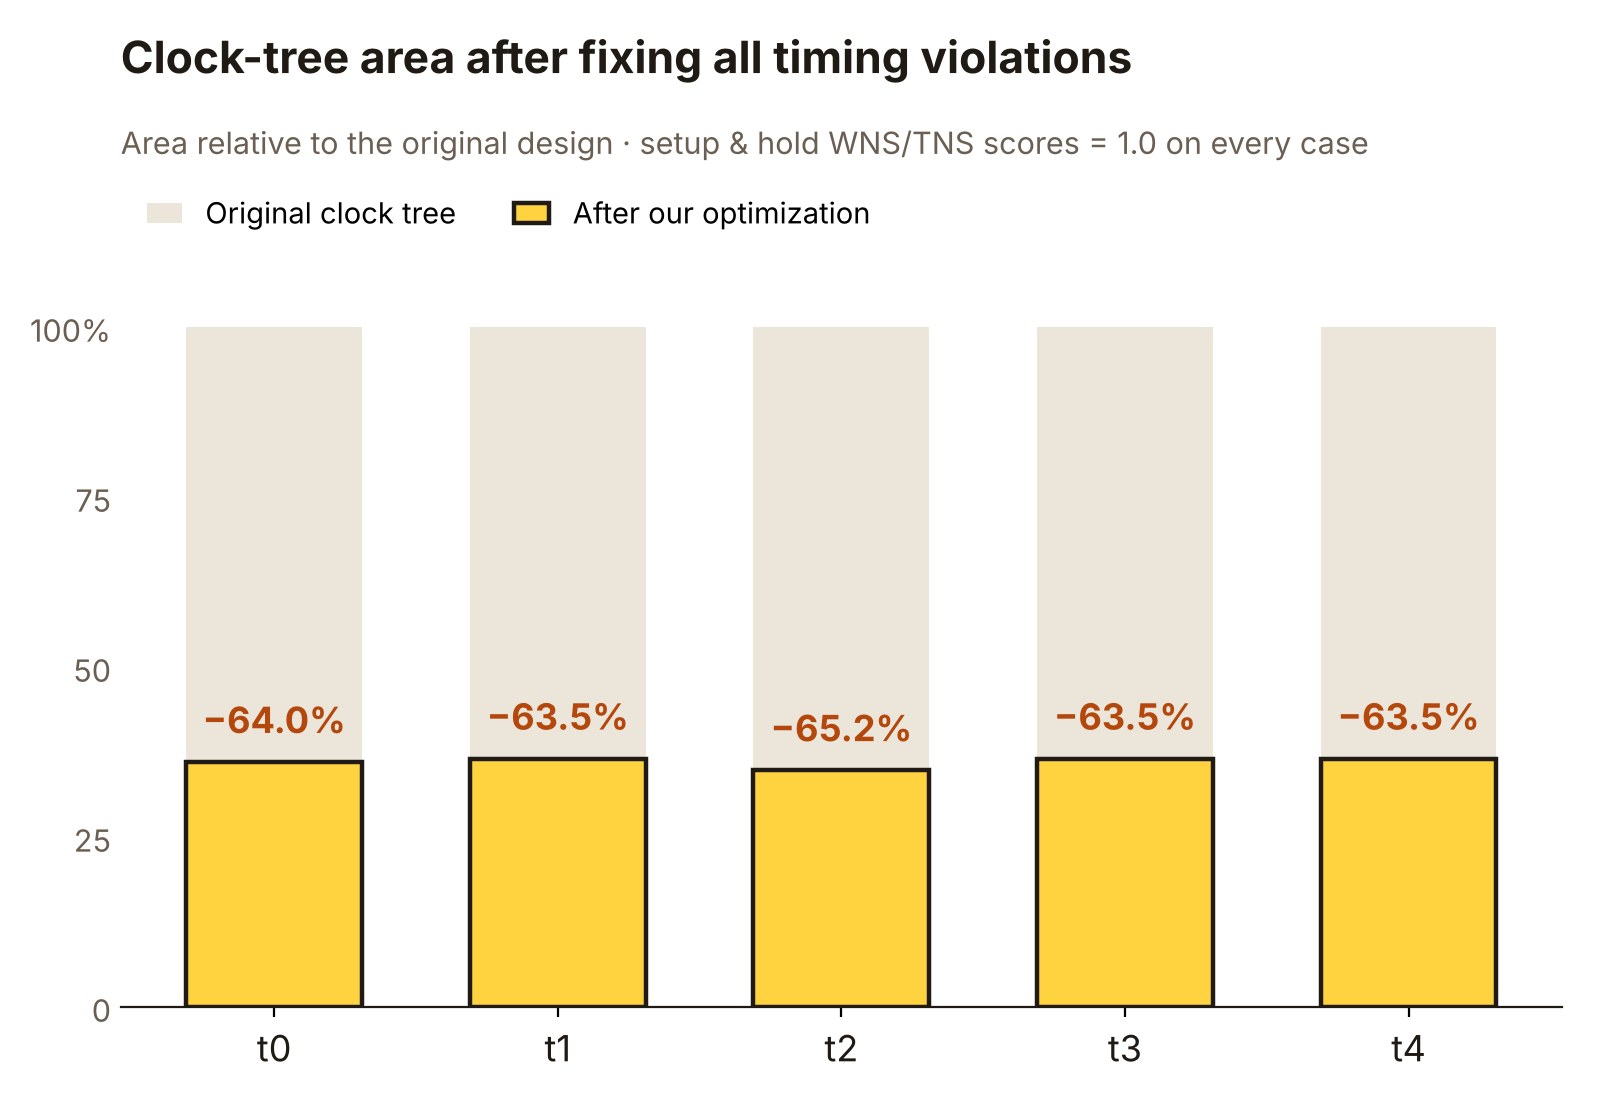 Clock-tree area after fixing all timing violations
Area relative to the original design · setup & hold WNS/TNS scores = 1.0 on every case
Original clock tree
After our optimization
100%
75
50
25
0
−64.0%
−63.5%
−65.2%
−63.5%
−63.5%
t0
t1
t2
t3
t4